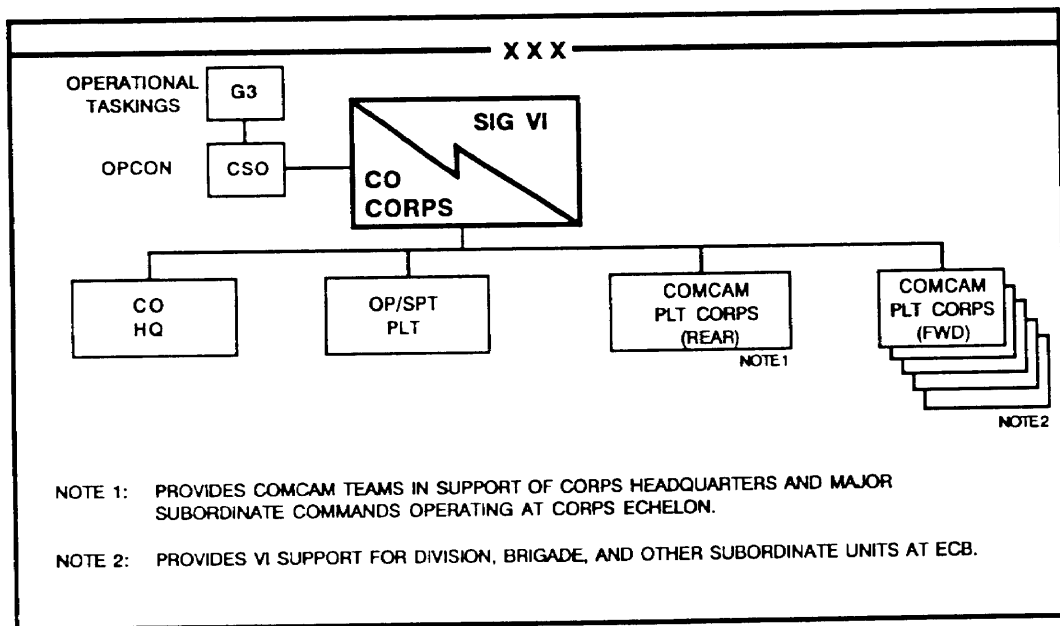 XXX
OPERATIONAL
TASKINGS
G3
OPCON
CSO
SIG VI
CO
CORPS
CO
HQ
OP/SPT
PLT
COMCAM
PLT CORPS
(REAR)
NOTE 1
COMCAM
PLT CORPS
(FWD)
NOTE 2
NOTE 1: PROVIDES COMCAM TEAMS IN SUPPORT OF CORPS HEADQUARTERS AND MAJOR
SUBORDINATE COMMANDS OPERATING AT CORPS ECHELON.
NOTE 2: PROVIDES VI SUPPORT FOR DIVISION, BRIGADE, AND OTHER SUBORDINATE UNITS AT ECB.